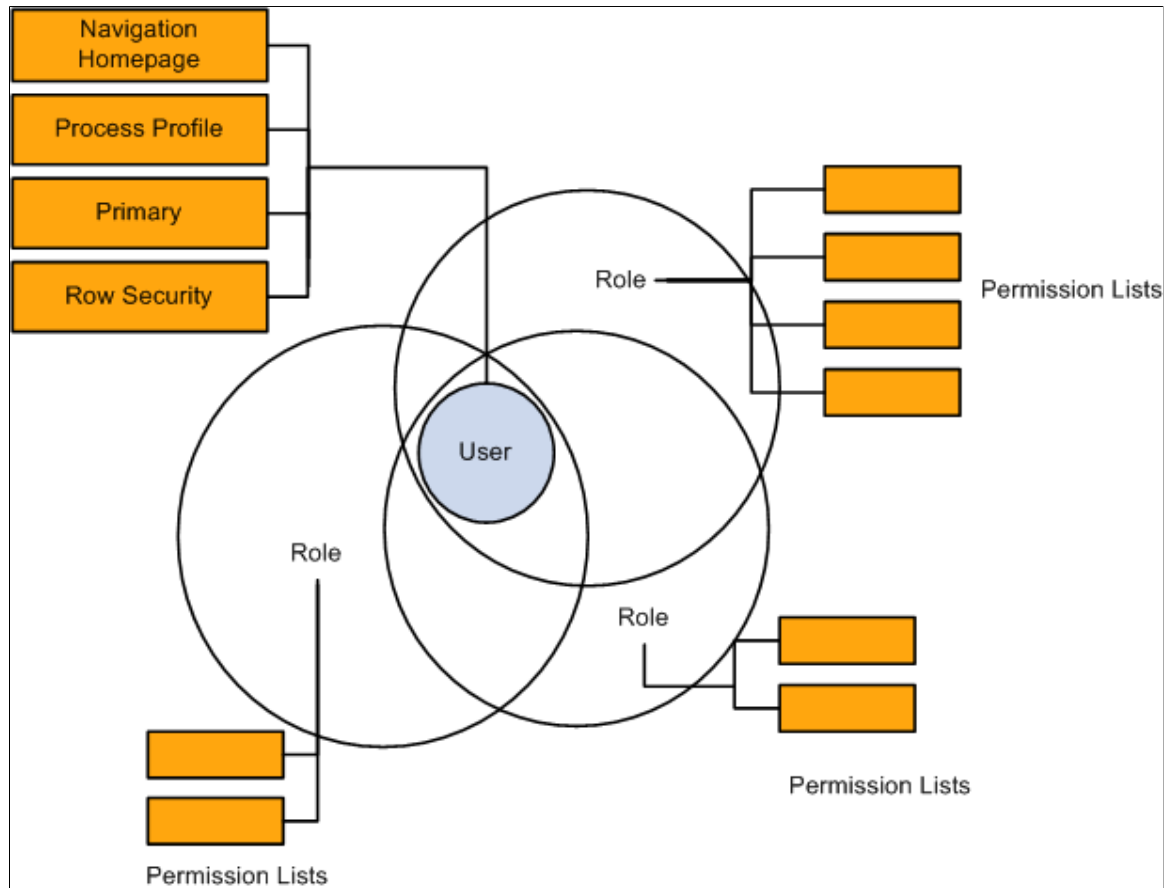 Navigation
Homepage
Process Profile
Primary
Row Security
Role
Permission Lists
User
Role
Role
Permission Lists
Permission Lists